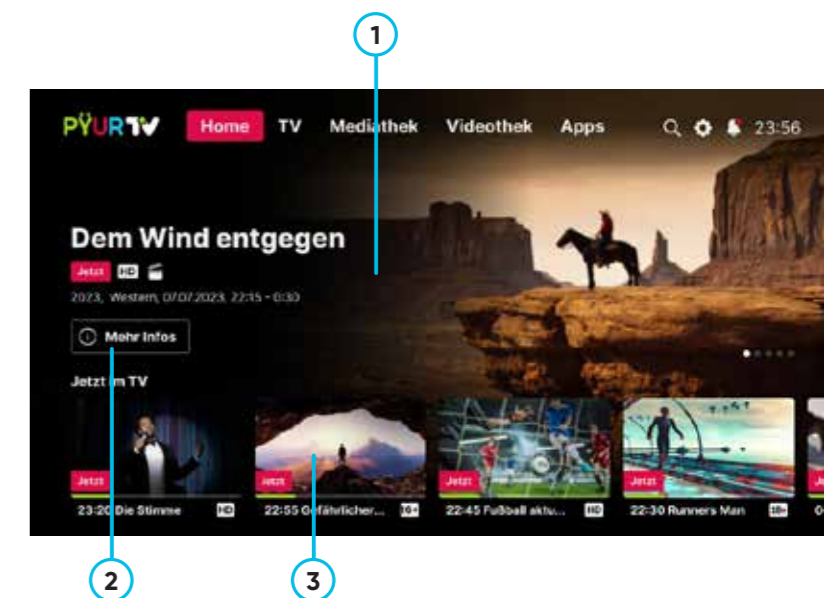 1
PŸUR TV Home TV Mediathek Videothek Apps 23:56
Dem Wind entgegen
Jetzt HD
2023, Western, 07.07.2023, 22:15 - 0:30
Mehr Infos
Jetzt im TV
Jetzt Jetzt Jetzt Jetzt
23:20 Die Stimme HD 22:55 Gefährlicher... 16+ 22:45 Fußball aktu... HD 22:30 Runners Man
2 3